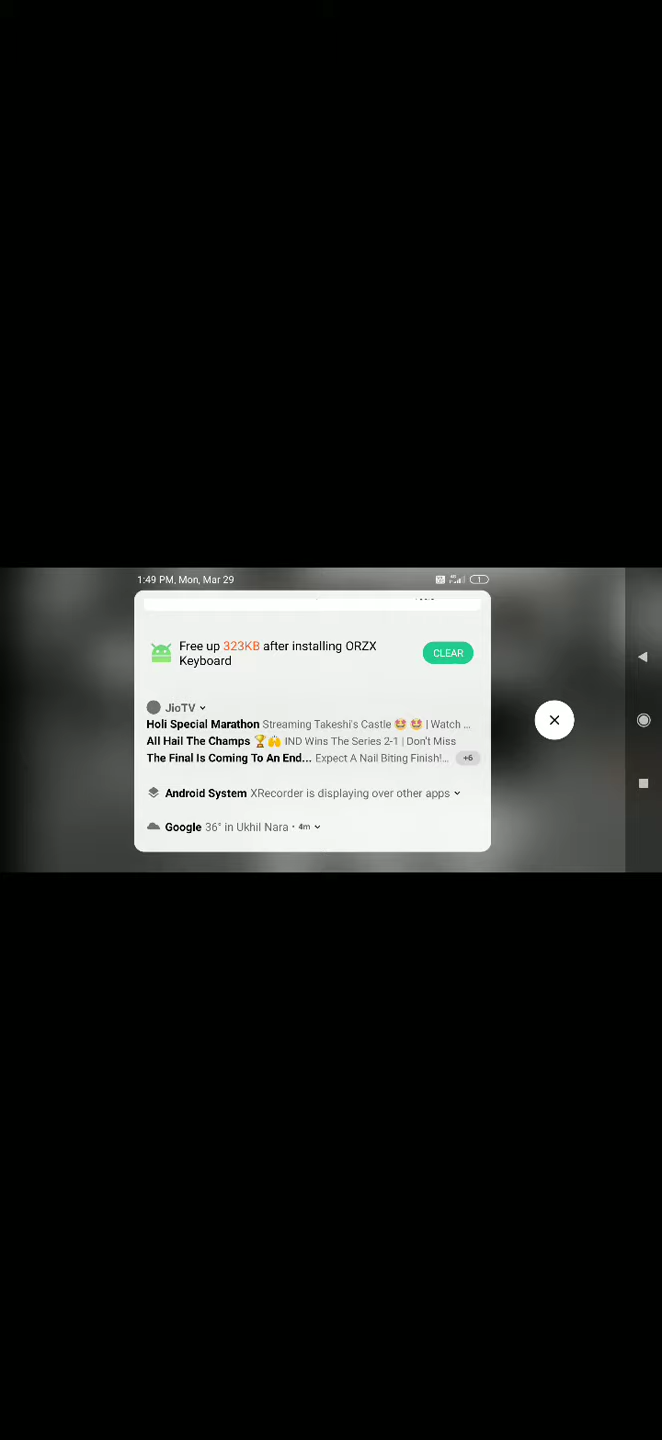 1:49 PM, Mon, Mar 29
1
Free up 323KB after installing ORZX
Keyboard
CLEAR
JioTV
Holi Special Marathon Streaming Takeshi's Castle 🤩 🤩 | Watch ...
All Hail The Champs 🏆🙌 IND Wins The Series 2-1 | Don't Miss
The Final Is Coming To An End... Expect A Nail Biting Finish!...
+6
Android System XRecorder is displaying over other apps
Google 36° in Ukhil Nara • 4m